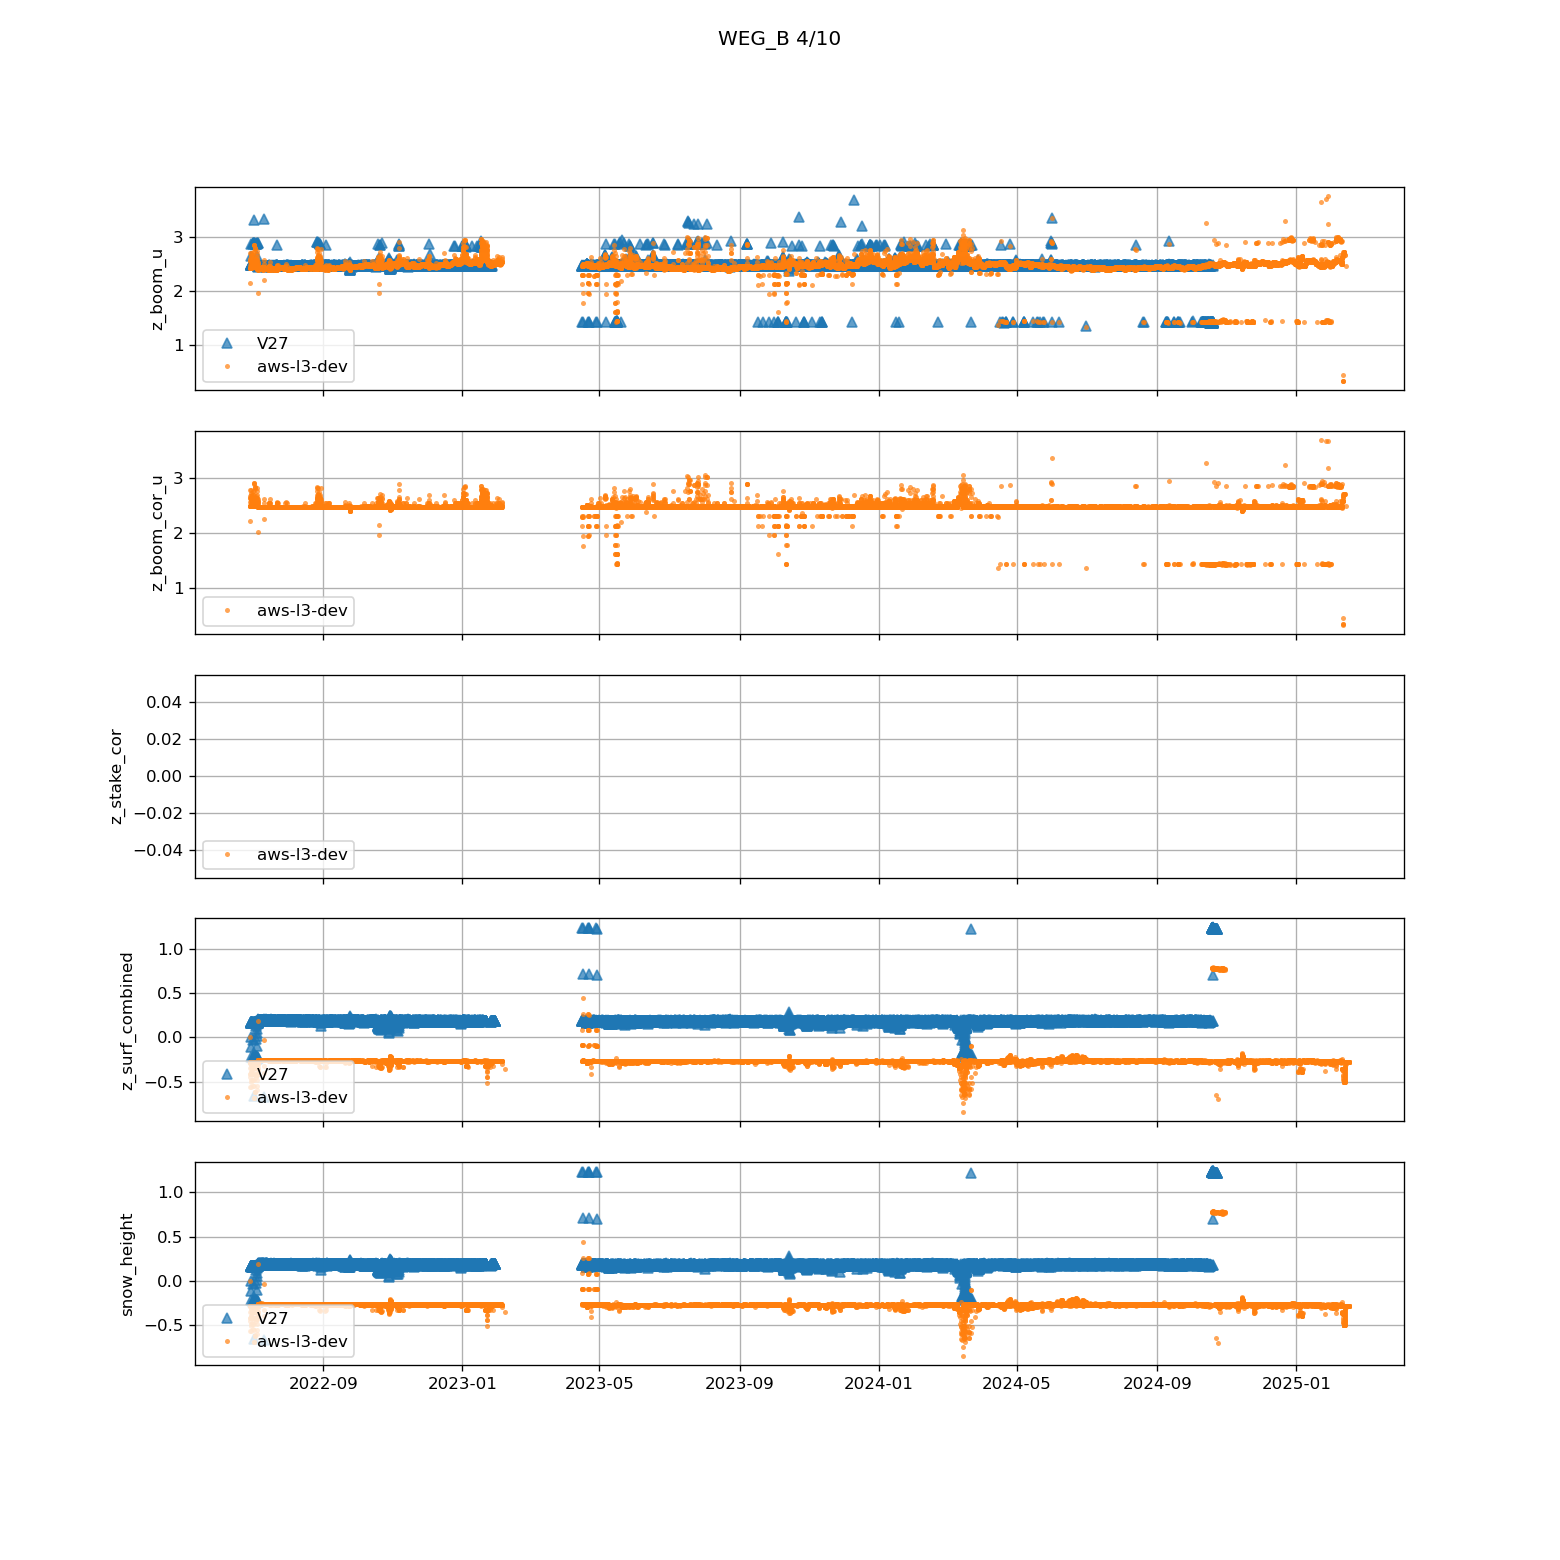 WEG_B 4/10
z_boom_u
3
2
1
V27
aws-l3-dev
z_boom_cor_u
3
2
1
aws-l3-dev
z_stake_cor
0.04
0.02
0.00
−0.02
−0.04
aws-l3-dev
z_surf_combined
1.0
0.5
0.0
−0.5
V27
aws-l3-dev
snow_height
1.0
0.5
0.0
−0.5
V27
aws-l3-dev
2022-09 2023-01 2023-05 2023-09 2024-01 2024-05 2024-09 2025-01